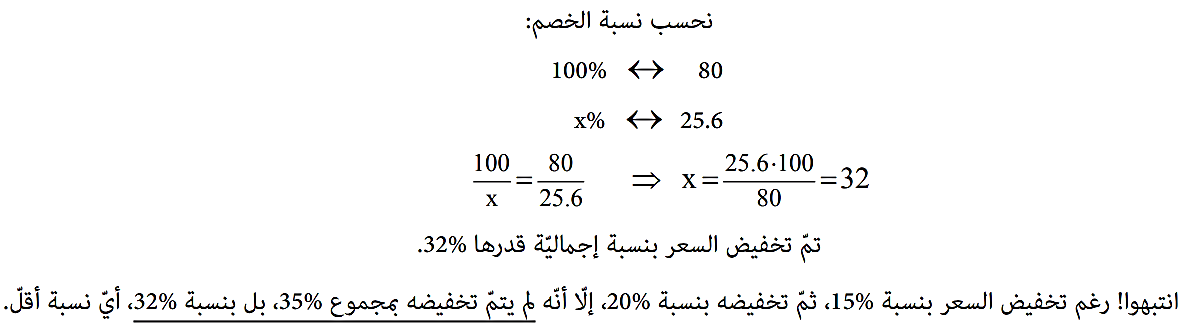 نحسب نسبة الخصم:
100% ↔ 80
x% ↔ 25.6
100/x = 80/25.6 ⇒ x = 25.6·100/80 = 32
تمّ تخفيض السعر بنسبة إجماليّة قدرها 32%.
انتبهوا! رغم تخفيض السعر بنسبة 15%، ثمّ تخفيضه بنسبة 20%، إلّا أنّه لم يتمّ تخفيضه بمجموع 35%، بل بنسبة 32%، أيّ نسبة أقلّ.